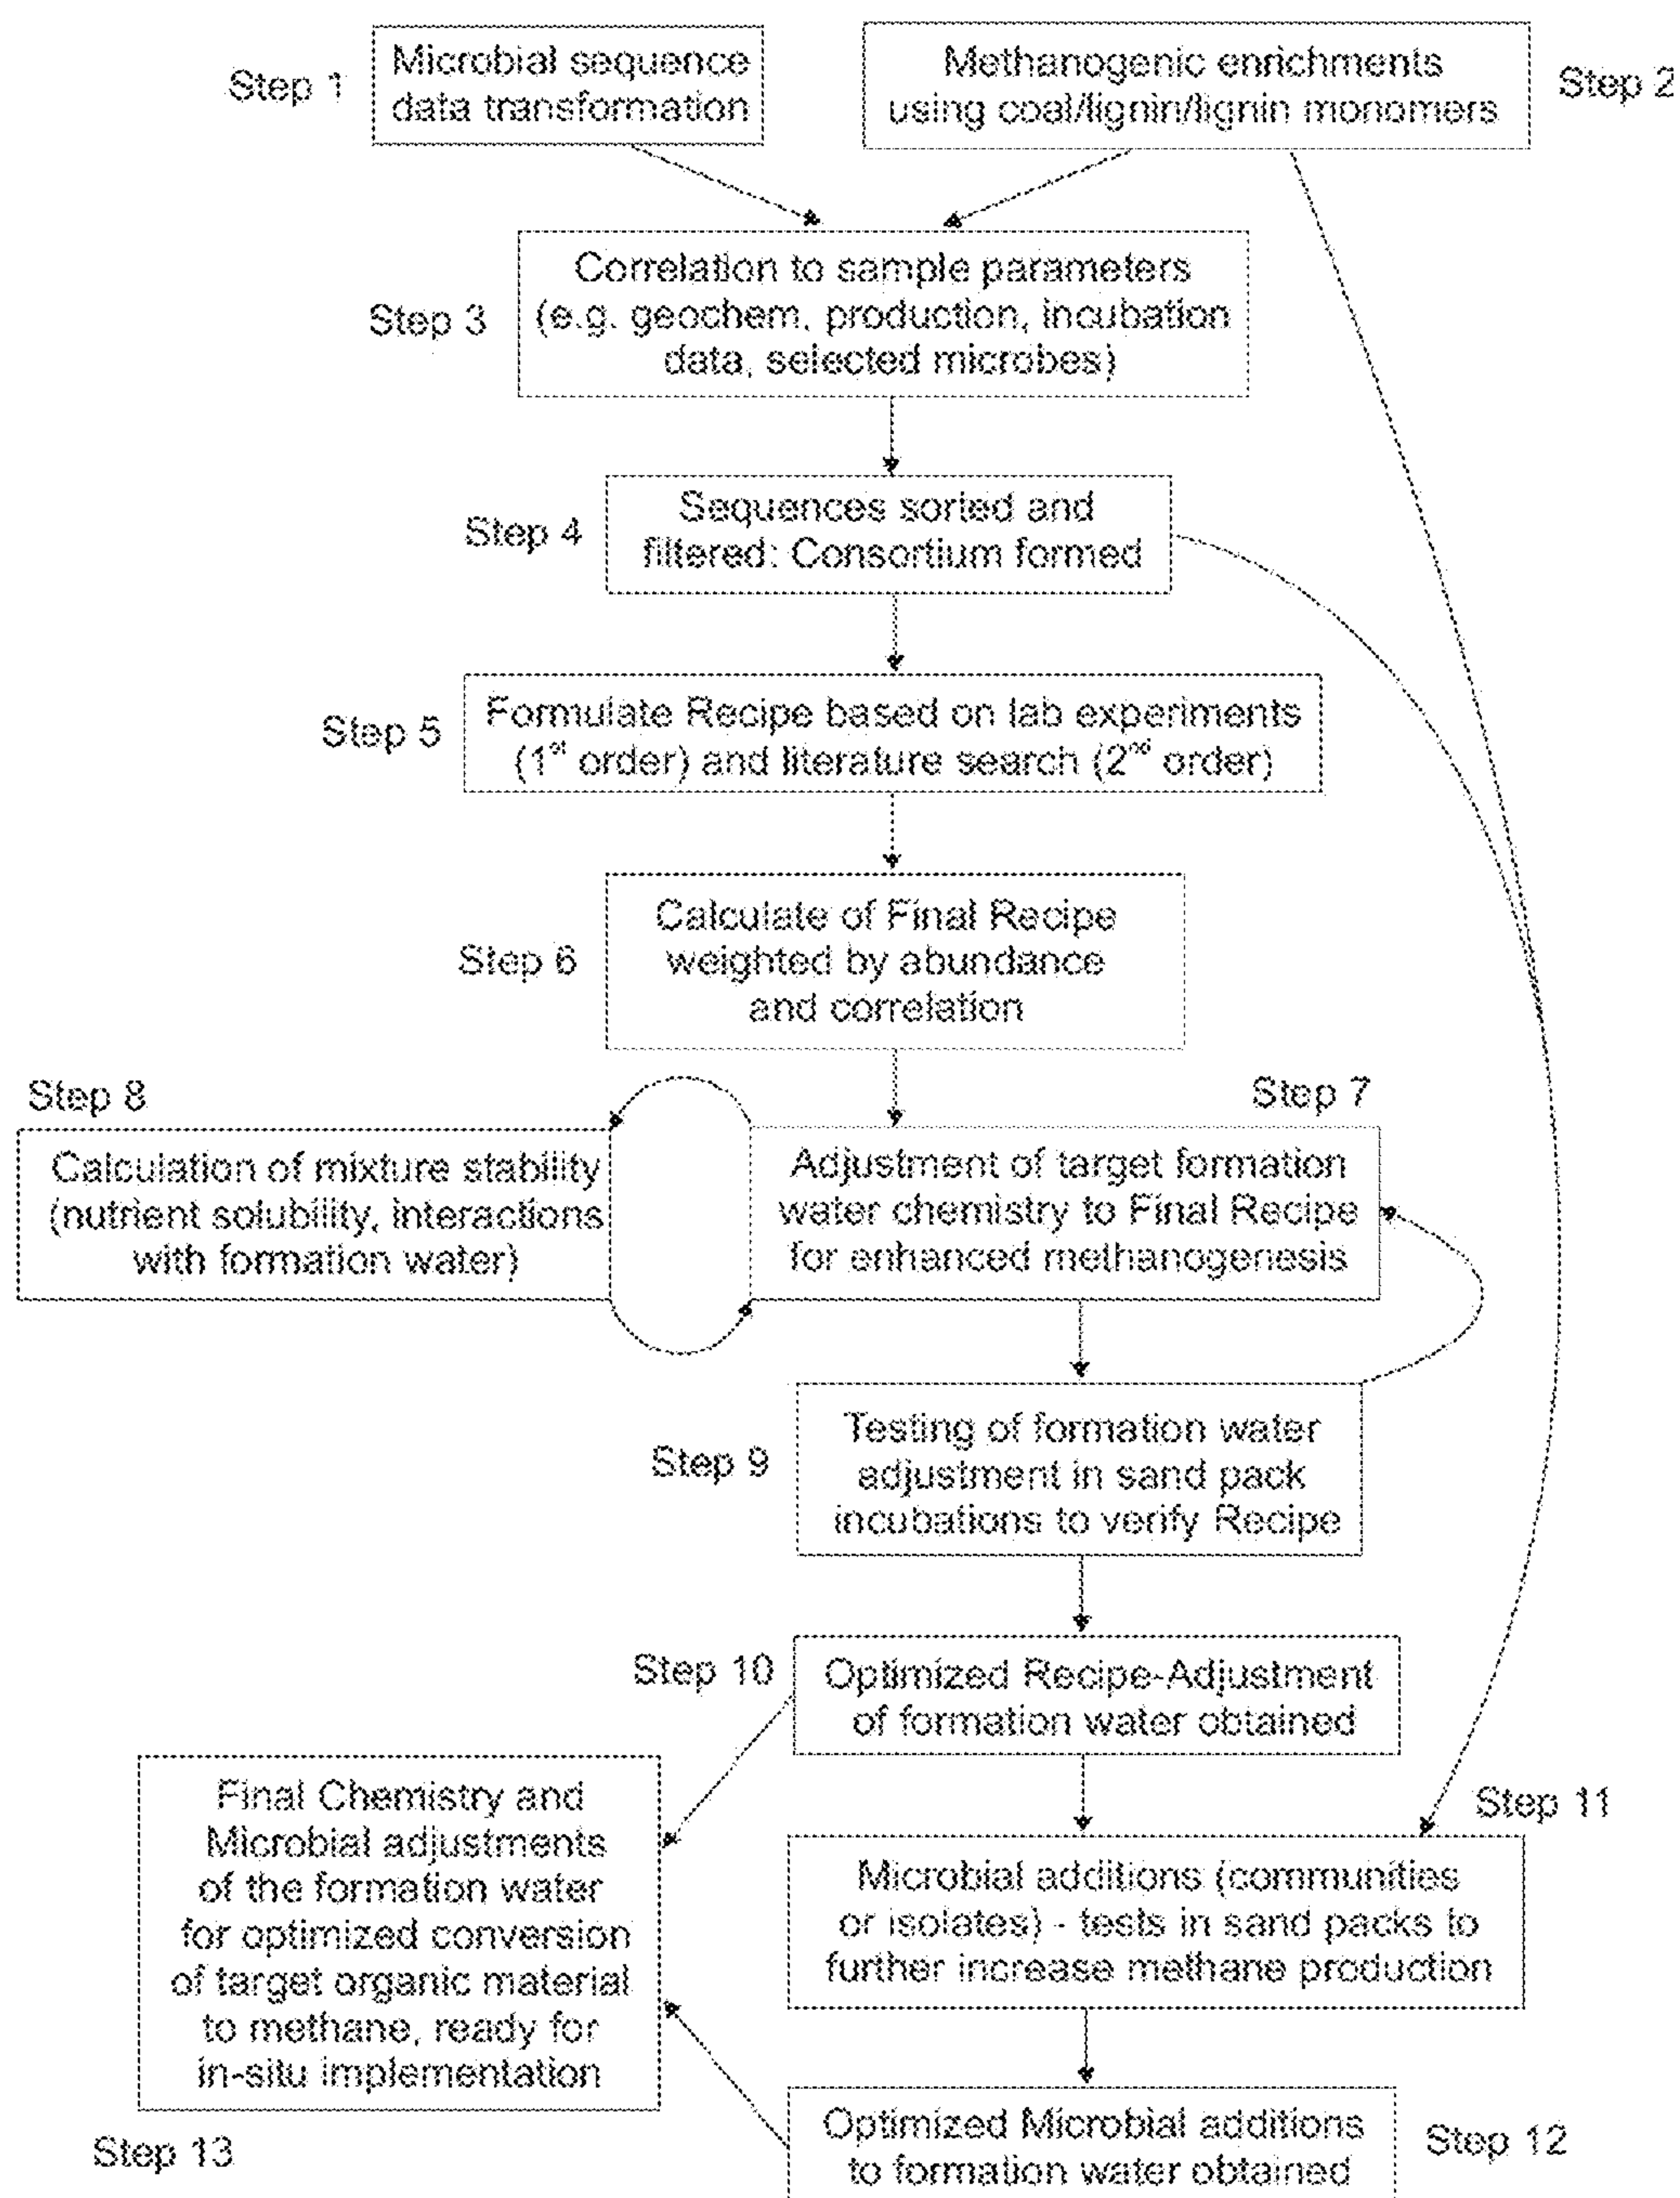 Step 1
Microbial sequence
data transformation
Methanogenic enrichments
using coal/lignin/lignin monomers
Step 2
Step 3
Correlation to sample parameters
(e.g. geochem, production, incubation
data, selected microbes)
Step 4
Sequences sorted and
filtered: Consortium formed
Step 5
Formulate Recipe based on lab experiments
(1st order) and literature search (2nd order)
Step 6
Calculate of Final Recipe
weighted by abundance
and correlation
Step 8
Calculation of mixture stability
(nutrient solubility, interactions
with formation water)
Step 7
Adjustment of target formation
water chemistry to Final Recipe
for enhanced methanogenesis
Step 9
Testing of formation water
adjustment in sand pack
incubations to verify Recipe
Step 10
Optimized Recipe-Adjustment
of formation water obtained
Final Chemistry and
Microbial adjustments
of the formation water
for optimized conversion
of target organic material
to methane, ready for
in-situ implementation
Step 13
Step 11
Microbial additions (communities
or isolates) - tests in sand packs to
further increase methane production
Optimized Microbial additions
to formation water obtained
Step 12